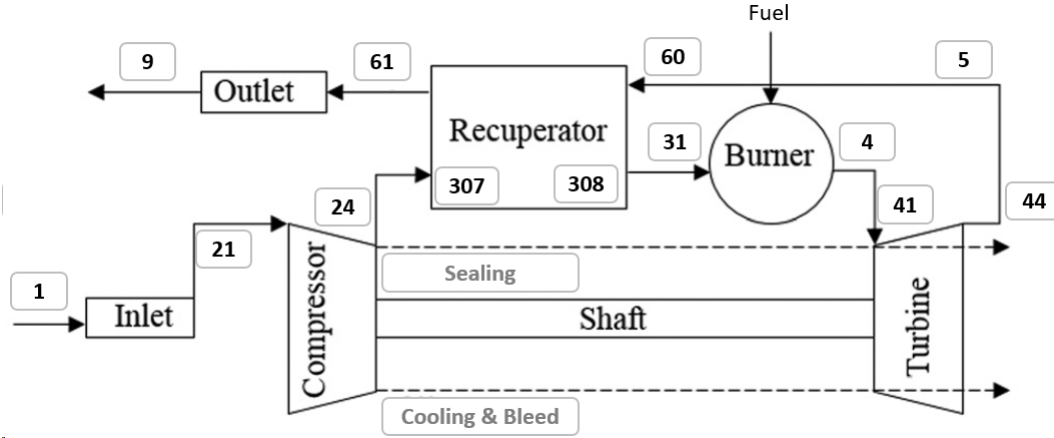 Fuel
9
61
60
5
Outlet
Recuperator
31
Burner
4
307
308
24
41
44
21
Sealing
1
Inlet
Compressor
Shaft
Turbine
Cooling & Bleed